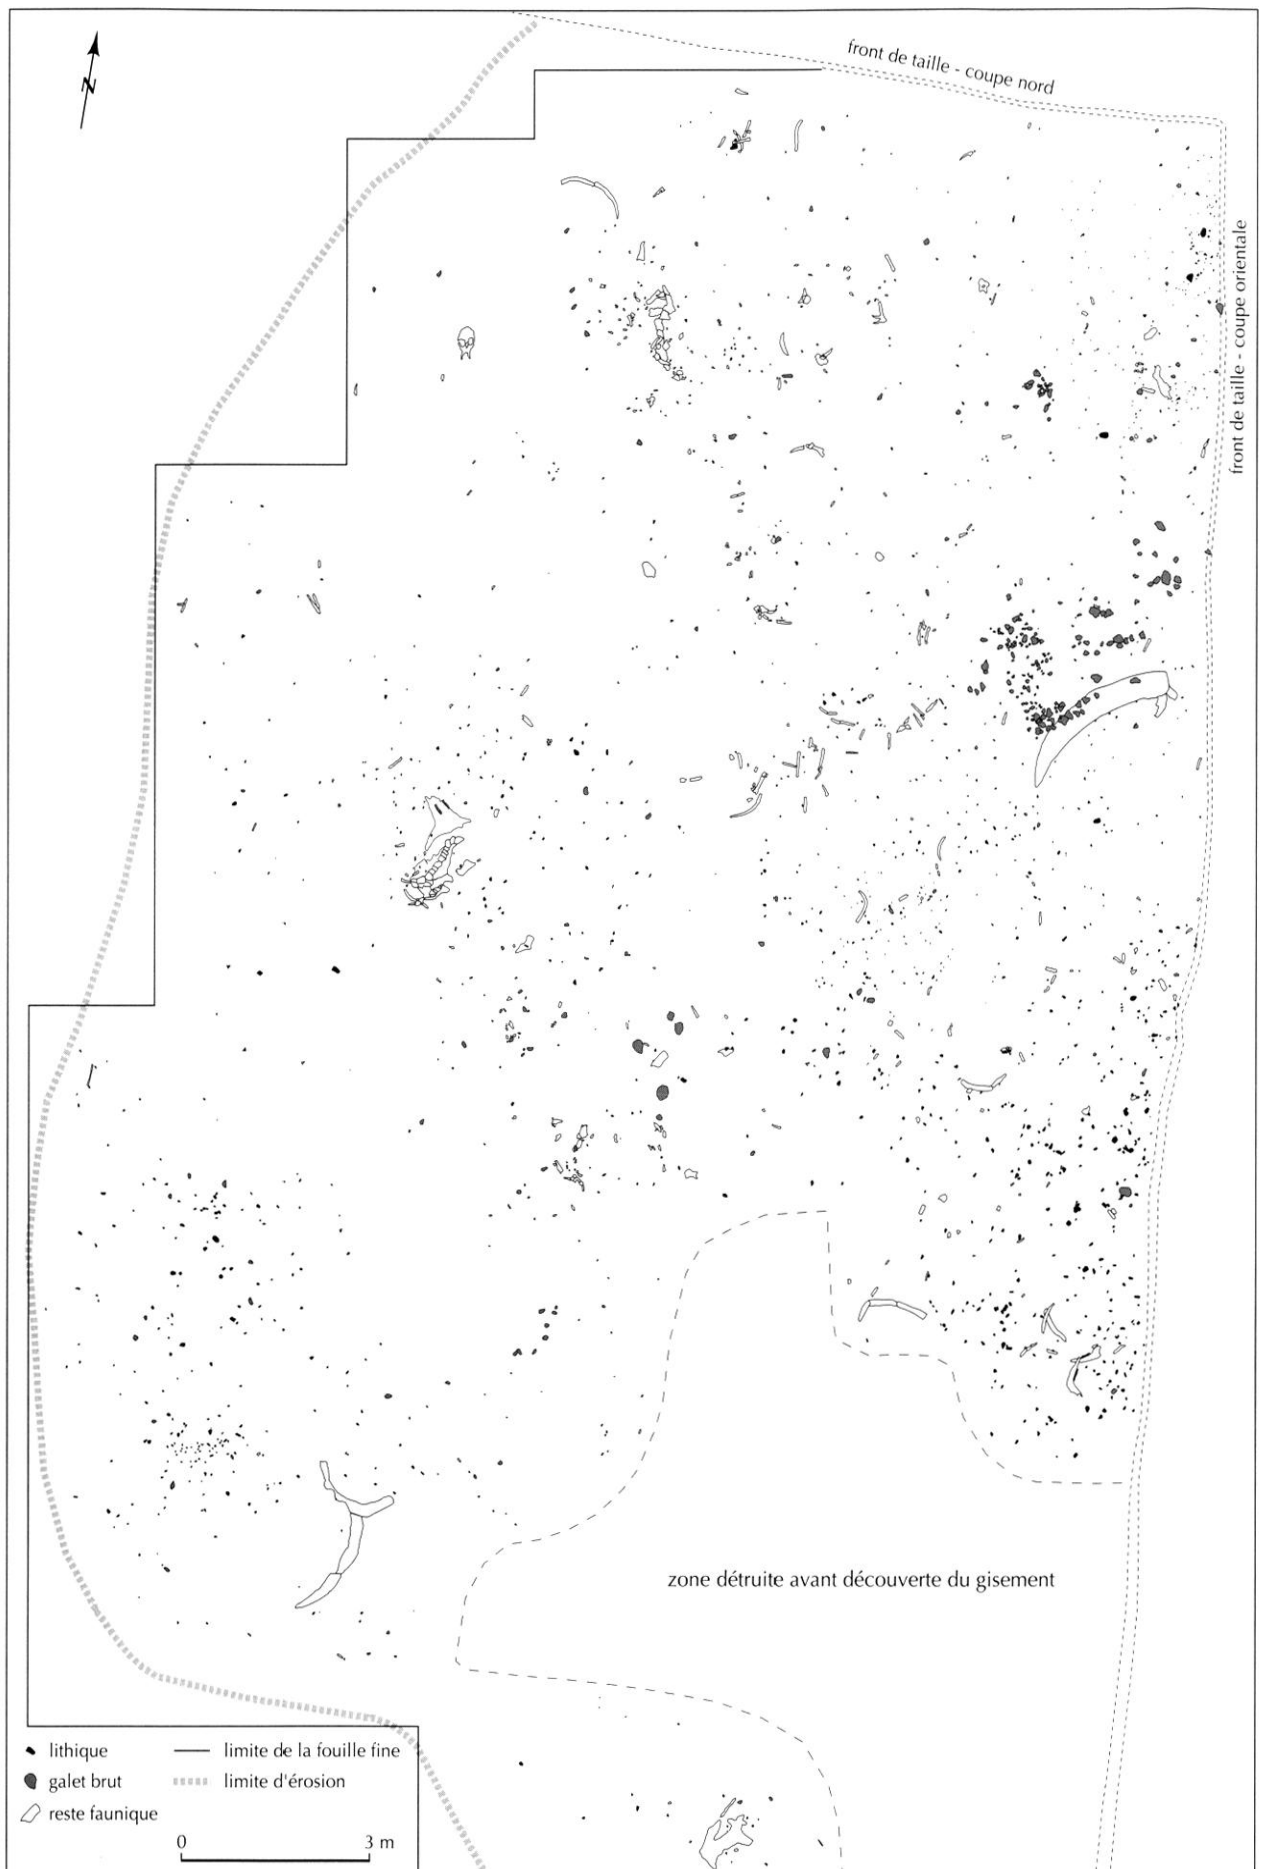 N
front de taille - coupe nord
front de taille - coupe orientale
zone détruite avant découverte du gisement
lithique
limite de la fouille fine
galet brut
limite d'érosion
reste faunique
0
3 m